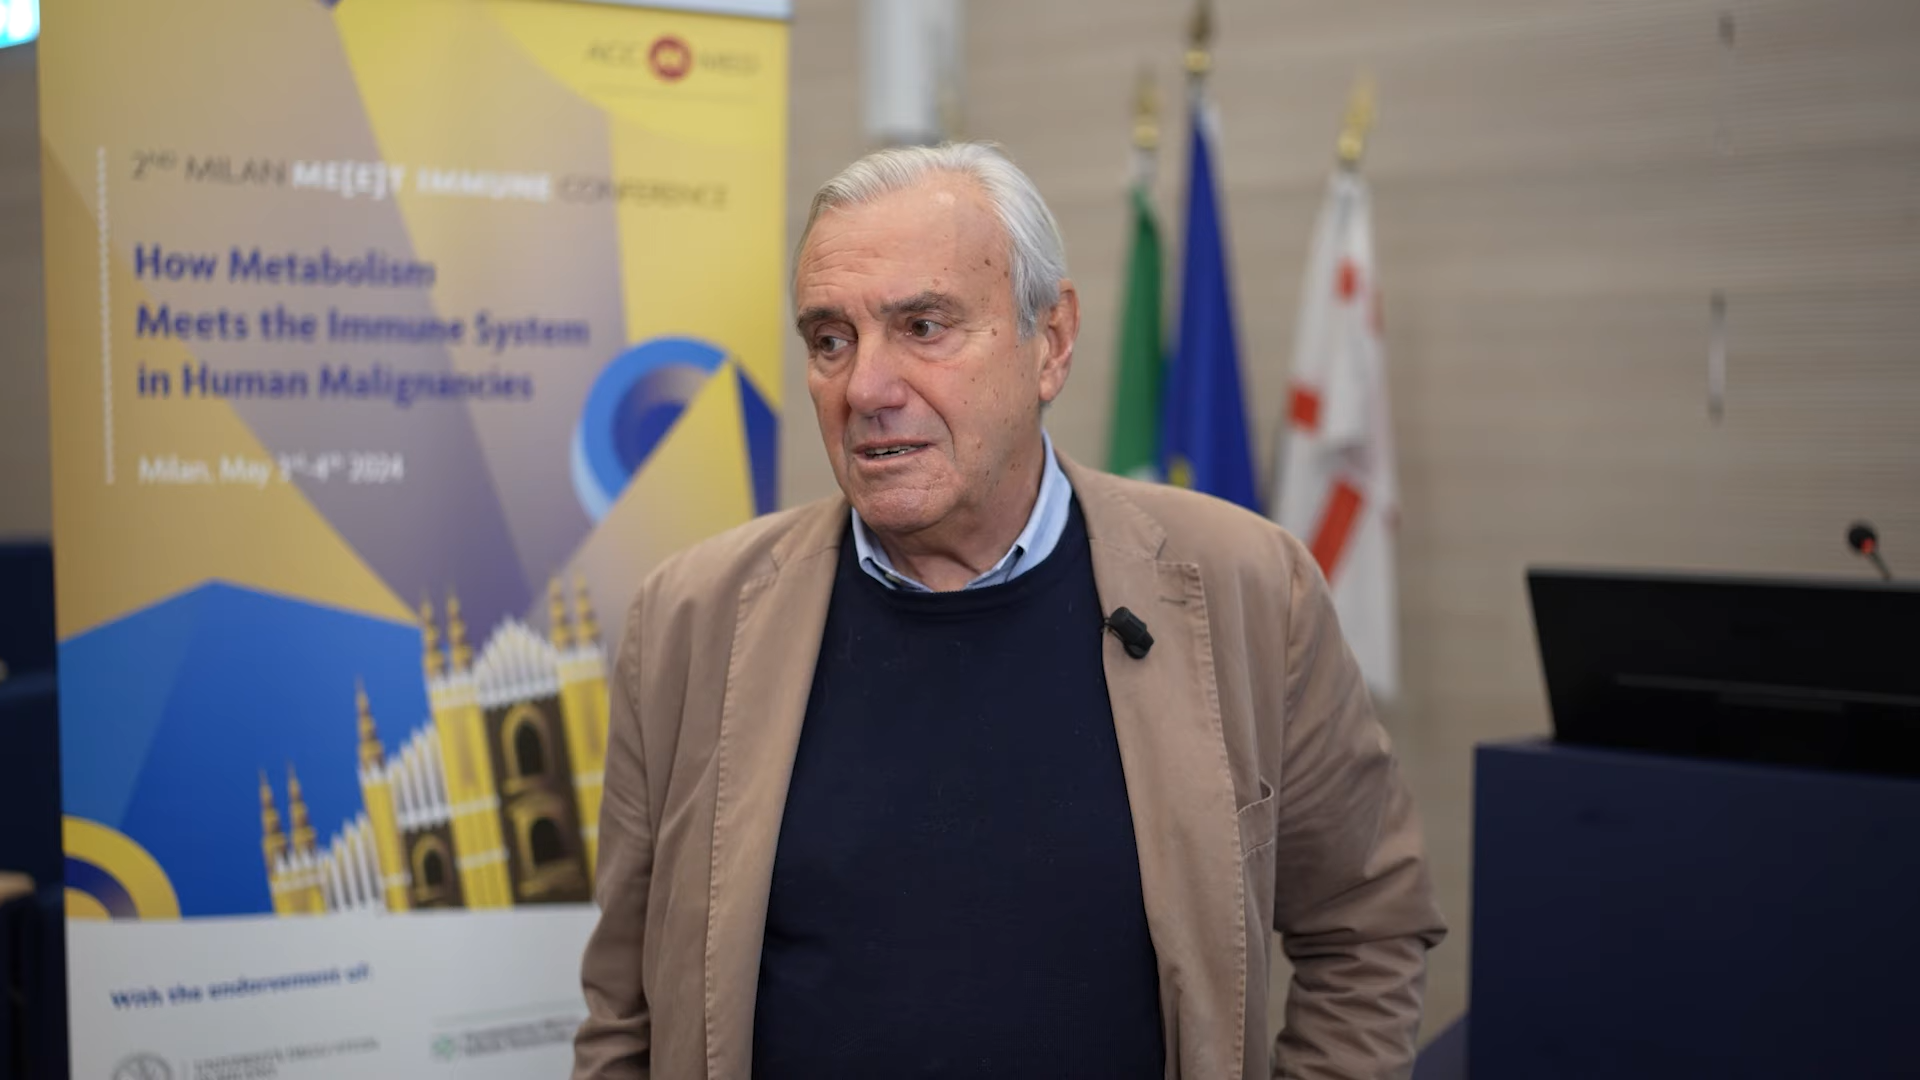 ACC MED
2ND MILAN ME[E]T IMMUNE CONFERENCE
How Metabolism
Meets the Immune System
in Human Malignancies
Milan, May 3rd-4th 2024
With the endorsement of: